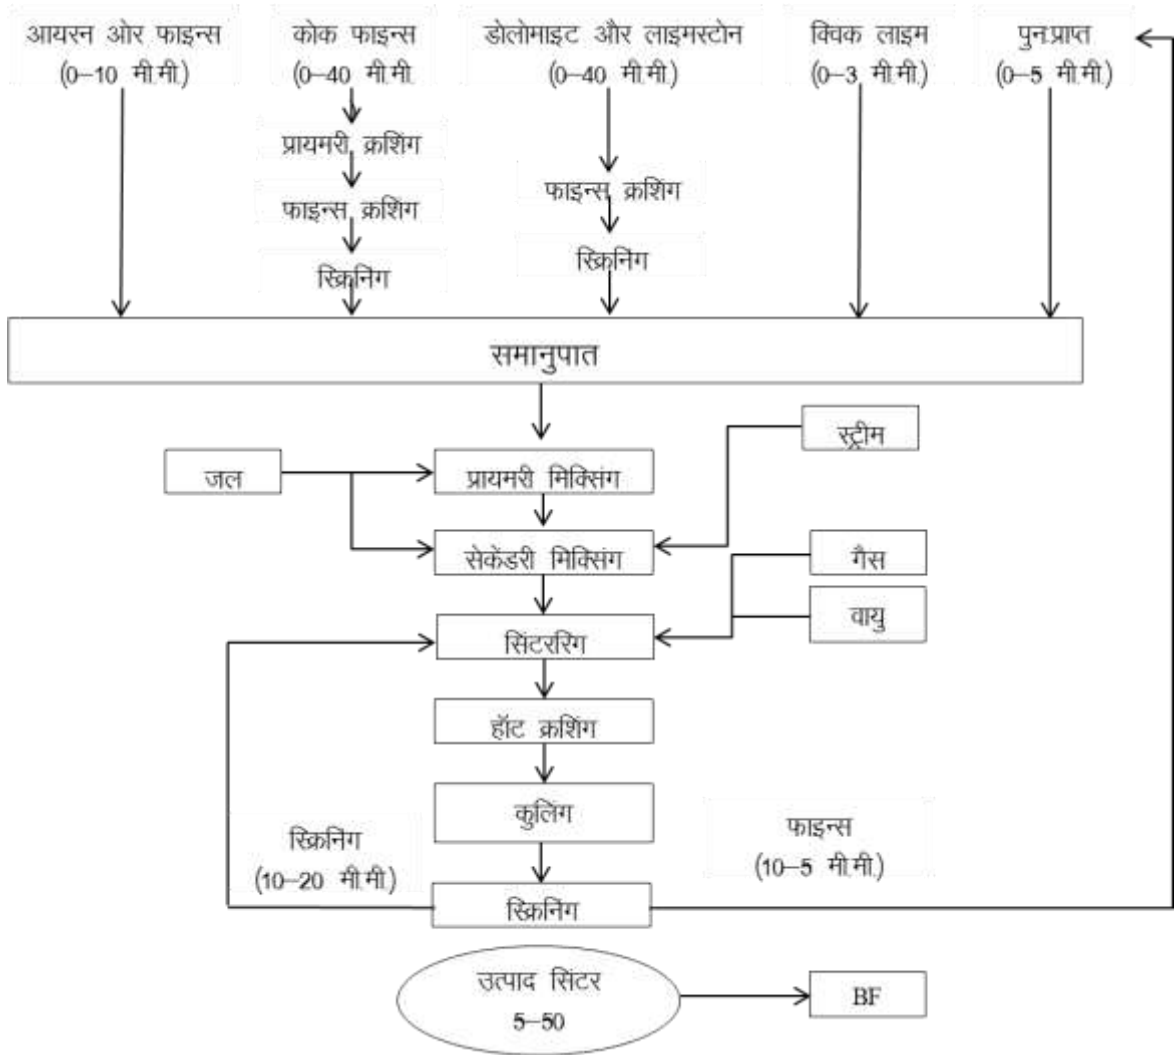 आयरन ओर फाइन्स
(0–10 मी.मी.)
कोक फाइन्स
(0–40 मी.मी.
डोलोमाइट और लाइमस्टोन
(0–40 मी.मी.)
क्विक लाइम
(0–3 मी.मी.)
पुनःप्राप्त
(0–5 मी.मी.)
प्रायमरी क्रशिंग
फाइन्स क्रशिंग
स्क्रिनिंग
फाइन्स क्रशिंग
स्क्रिनिंग
समानुपात
स्ट्रीम
जल
प्रायमरी मिक्सिंग
सेकेंडरी मिक्सिंग
गैस
वायु
सिंटररिंग
हॉट क्रशिंग
कुलिंग
स्क्रिनिंग
(10–20 मी.मी.)
फाइन्स
(10–5 मी.मी.)
स्क्रिनिंग
उत्पाद सिंटर
5–50
BF